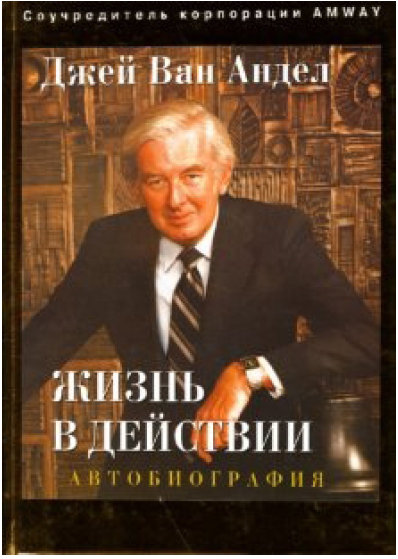 Соучредитель корпорации AMWAY
Джей Ван Андел
ЖИЗНЬ
В ДЕЙСТВИИ
АВТОБИОГРАФИЯ